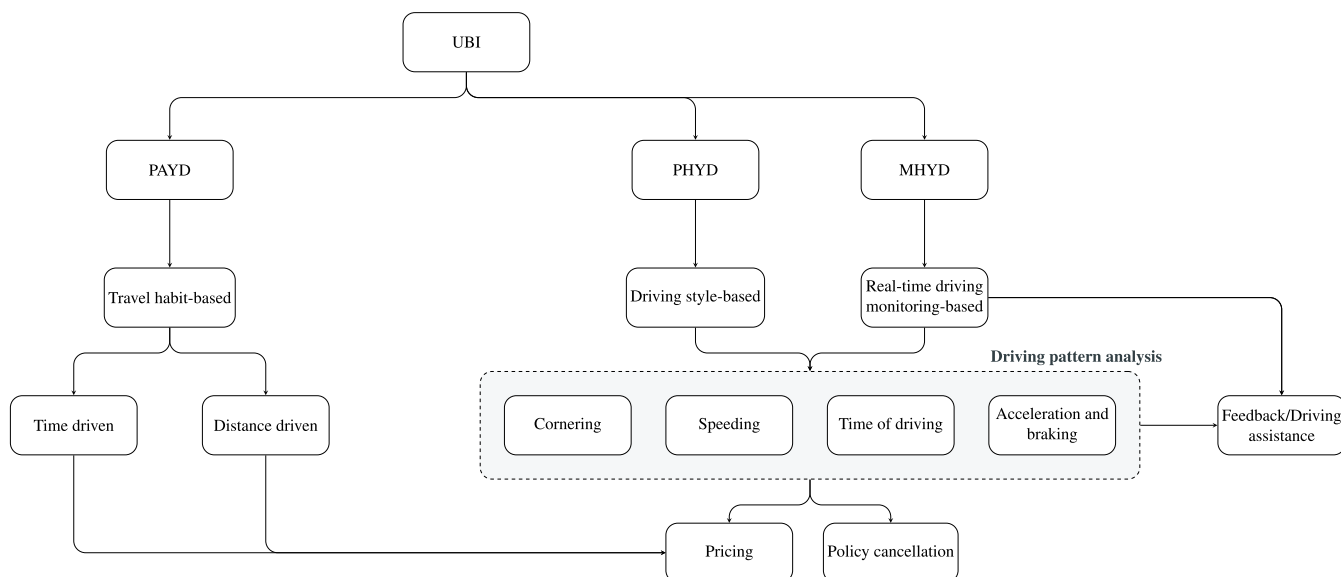 UBI
PAYD
PHYD
MHYD
Travel habit-based
Driving style-based
Real-time driving
monitoring-based
Driving pattern analysis
Time driven
Distance driven
Cornering
Speeding
Time of driving
Acceleration and
braking
Feedback/Driving
assistance
Pricing
Policy cancellation